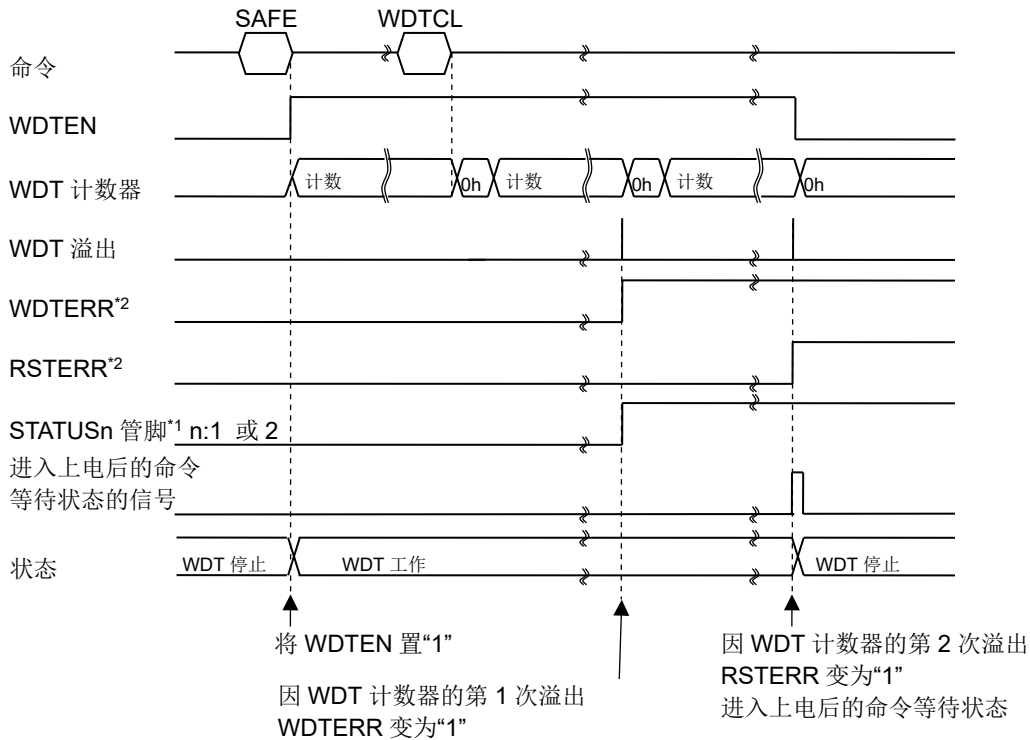 SAFE WDTCL
命令
WDTEN
WDT 计数器 计数 0h 计数 0h 计数 0h
WDT 溢出
WDTERR*2
RSTERR*2
STATUSn 管脚*1 n:1 或 2
进入上电后的命令
等待状态的信号
状态 WDT 停止 WDT 工作 WDT 停止
将 WDTEN 置“1”
因 WDT 计数器的第 1 次溢出
WDTERR 变为“1”
因 WDT 计数器的第 2 次溢出
RSTERR 变为“1”
进入上电后的命令等待状态